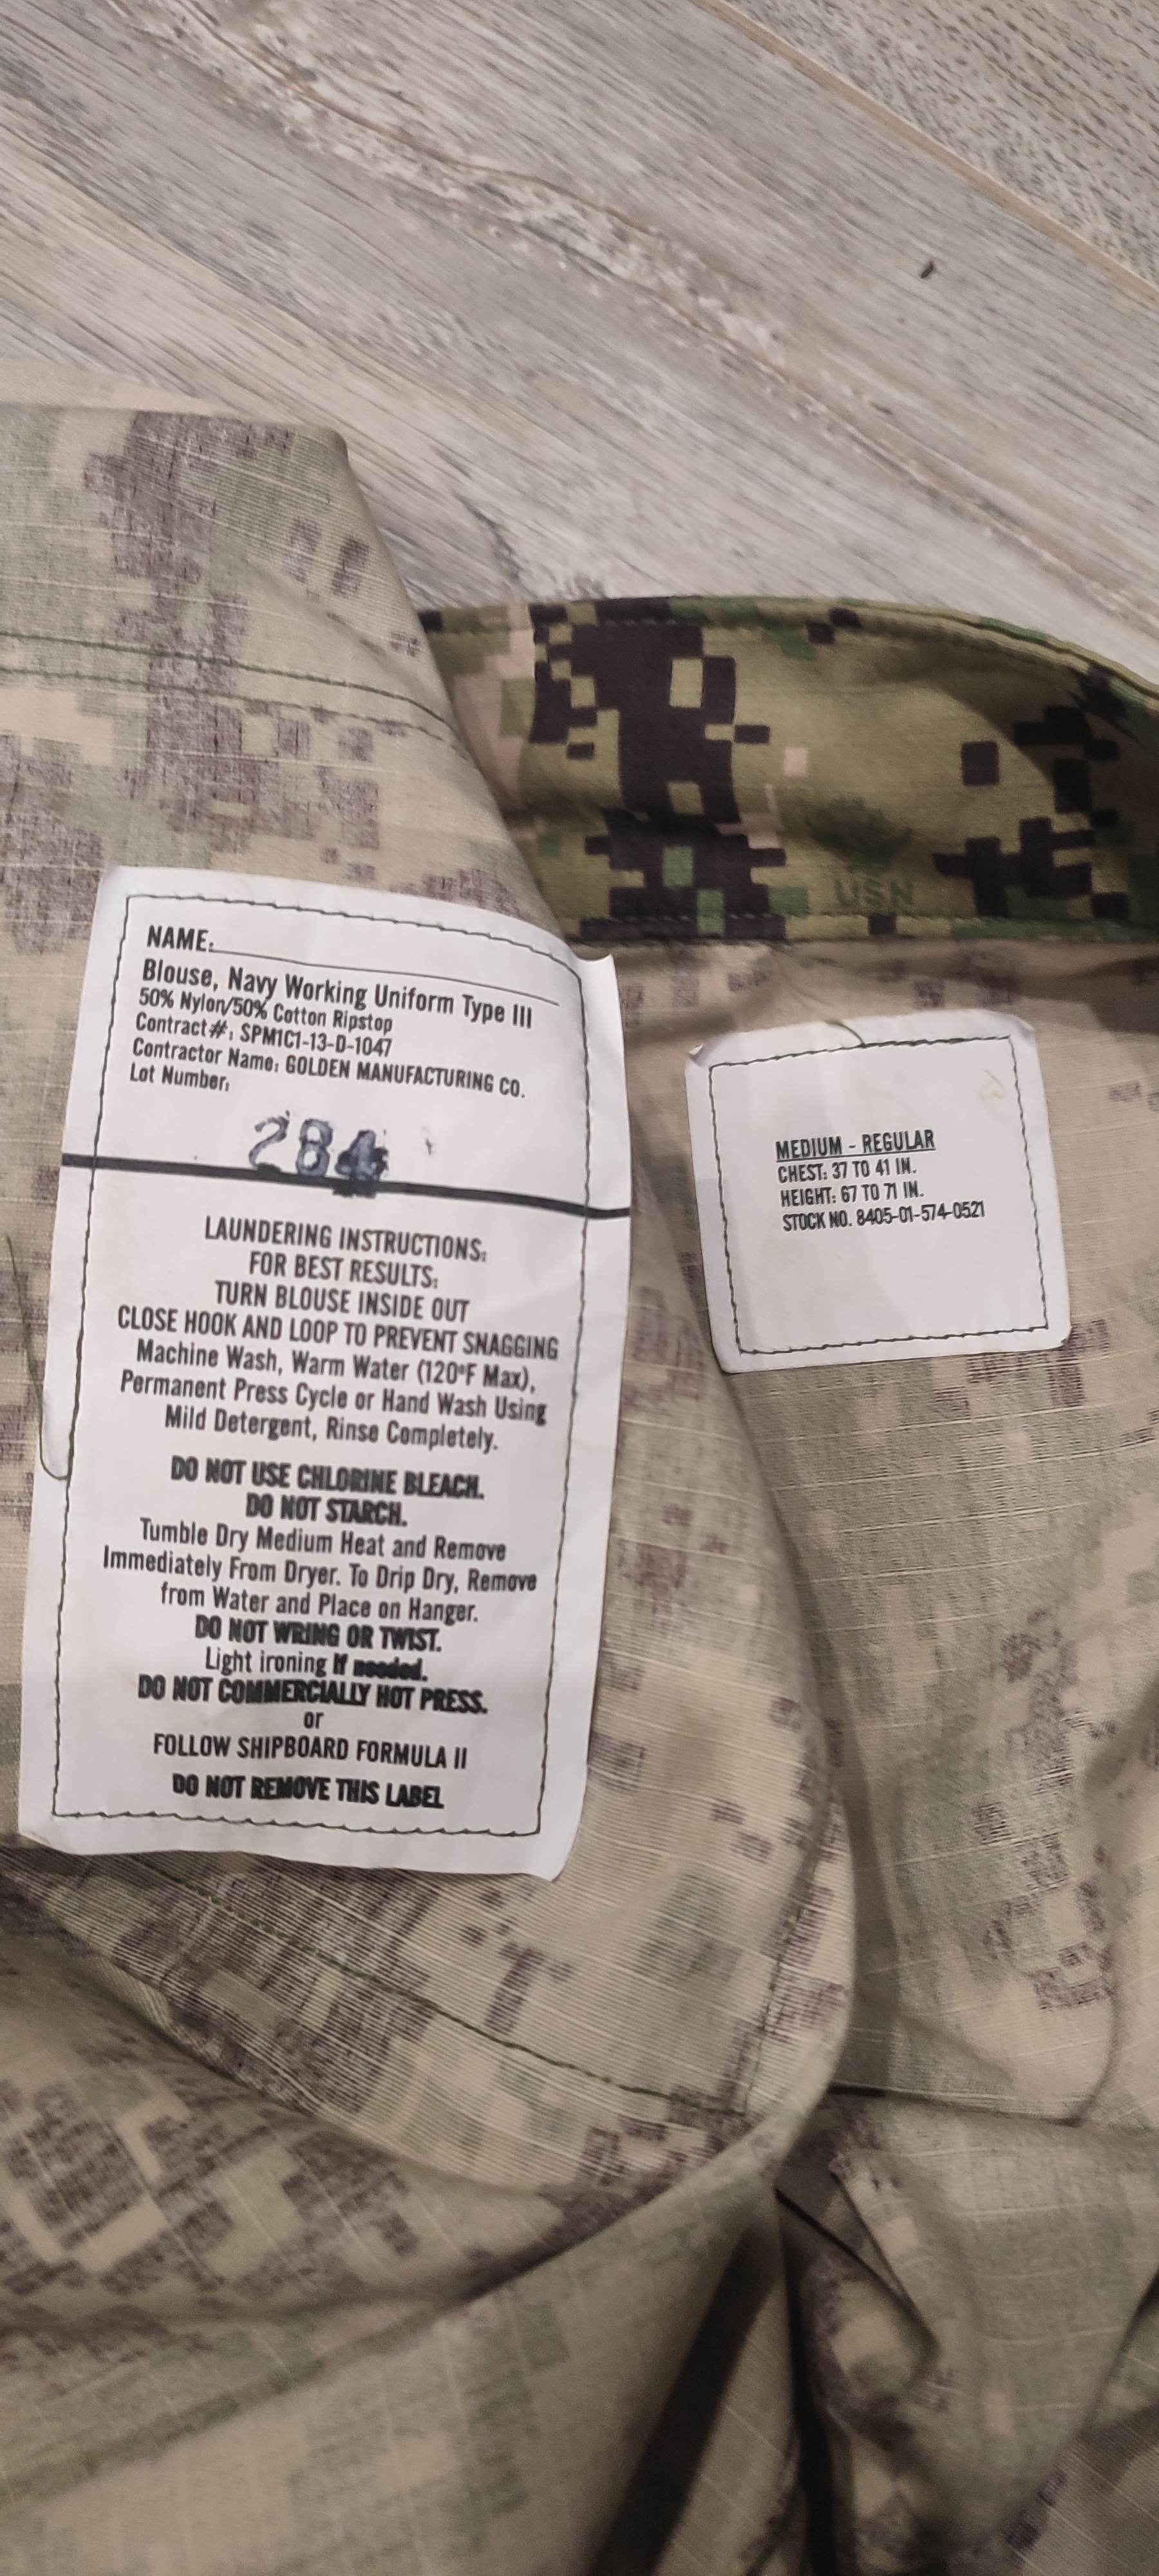 USN
NAME:
Blouse, Navy Working Uniform Type III
50% Nylon/50% Cotton Ripstop
Contract#: SPM1C1-13-D-1047
Contractor Name: GOLDEN MANUFACTURING CO.
Lot Number:
284
LAUNDERING INSTRUCTIONS:
FOR BEST RESULTS:
TURN BLOUSE INSIDE OUT
CLOSE HOOK AND LOOP TO PREVENT SNAGGING
Machine Wash, Warm Water (120°F Max),
Permanent Press Cycle or Hand Wash Using
Mild Detergent, Rinse Completely.
DO NOT USE CHLORINE BLEACH.
DO NOT STARCH.
Tumble Dry Medium Heat and Remove
Immediately From Dryer. To Drip Dry, Remove
from Water and Place on Hanger.
DO NOT WRING OR TWIST.
Light ironing if needed.
DO NOT COMMERCIALLY HOT PRESS.
or
FOLLOW SHIPBOARD FORMULA II
DO NOT REMOVE THIS LABEL
MEDIUM - REGULAR
CHEST: 37 TO 41 IN.
HEIGHT: 67 TO 71 IN.
STOCK NO. 8405-01-574-0521